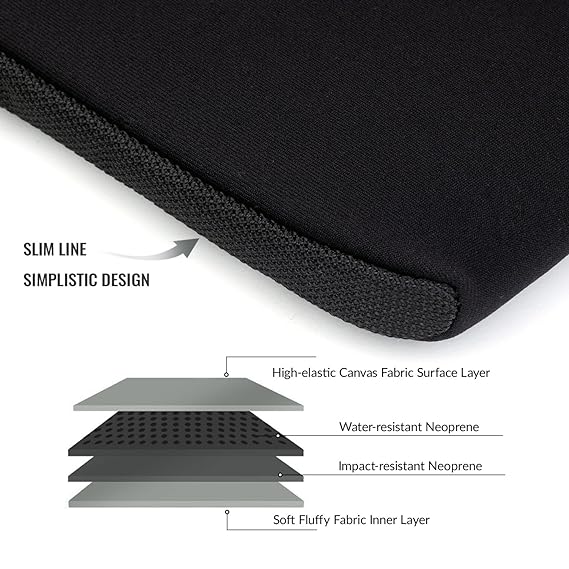 SLIM LINE
SIMPLISTIC DESIGN
High-elastic Canvas Fabric Surface Layer
Water-resistant Neoprene
Impact-resistant Neoprene
Soft Fluffy Fabric Inner Layer